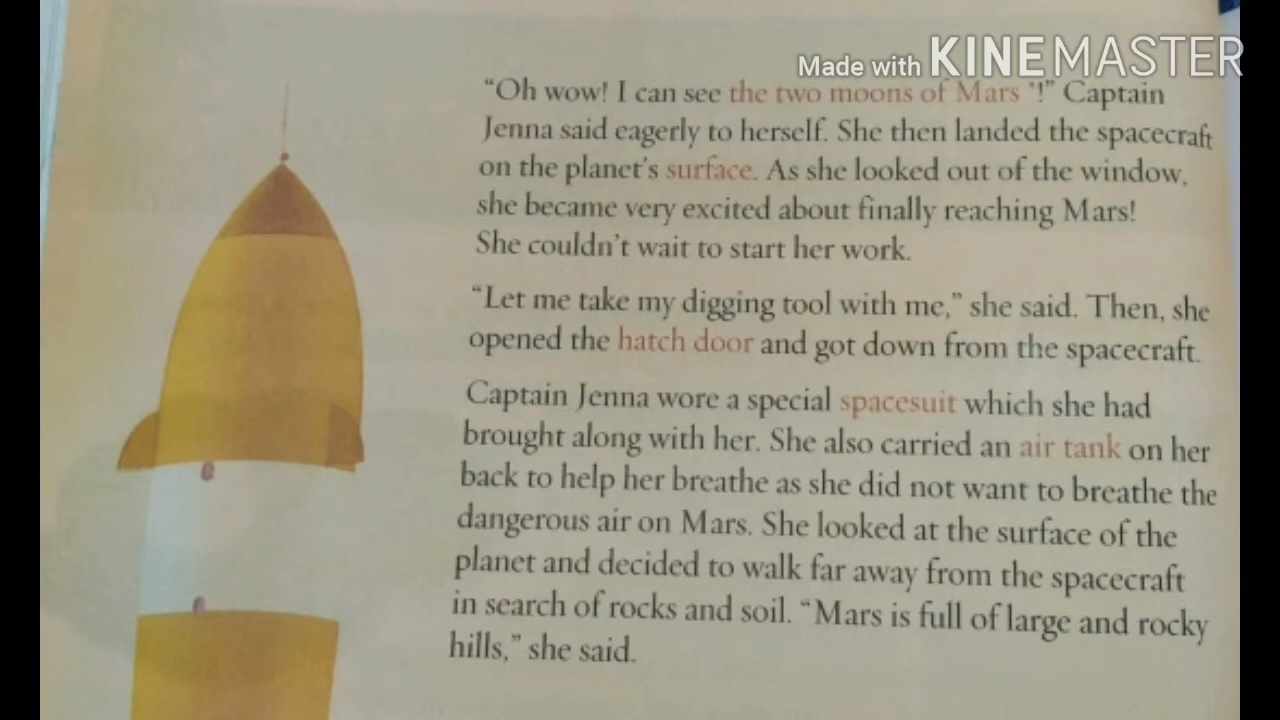 Made with KINEMASTER
“Oh wow! I can see the two moons of Mars *!” Captain
Jenna said eagerly to herself. She then landed the spacecraft
on the planet’s surface. As she looked out of the window,
she became very excited about finally reaching Mars!
She couldn’t wait to start her work.
“Let me take my digging tool with me,” she said. Then, she
opened the hatch door and got down from the spacecraft.
Captain Jenna wore a special spacesuit which she had
brought along with her. She also carried an air tank on her
back to help her breathe as she did not want to breathe the
dangerous air on Mars. She looked at the surface of the
planet and decided to walk far away from the spacecraft
in search of rocks and soil. “Mars is full of large and rocky
hills,” she said.